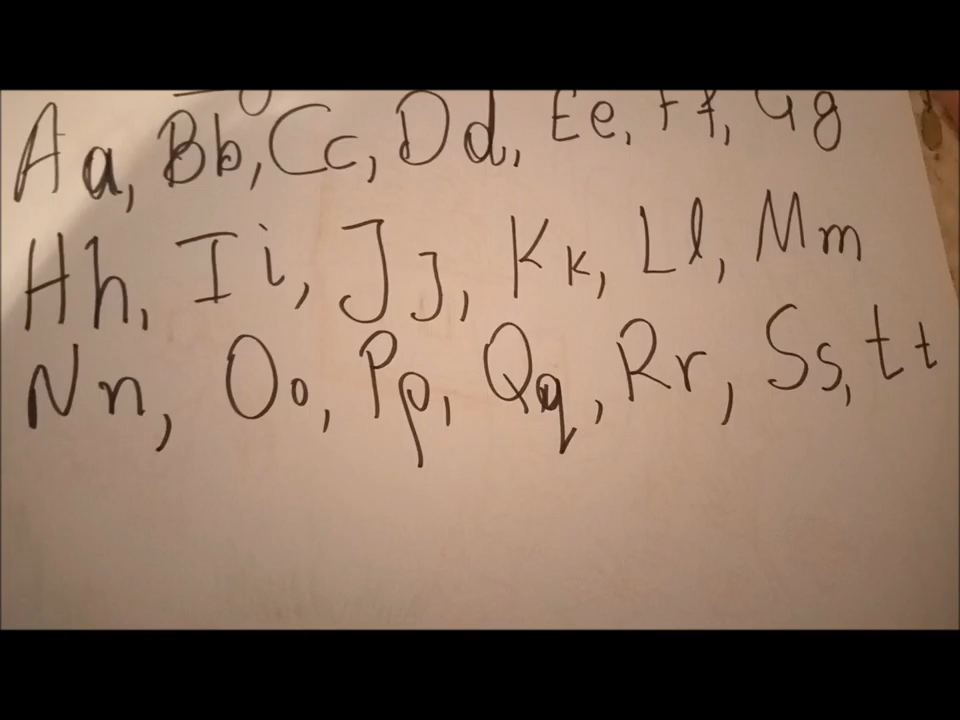 Aa, Bb, Cc, Dd, Ee, Ff, Gg
Hh, Ii, Jj, Kk, Ll, Mm
Nn, Oo, Pp, Qq, Rr, Ss, tt